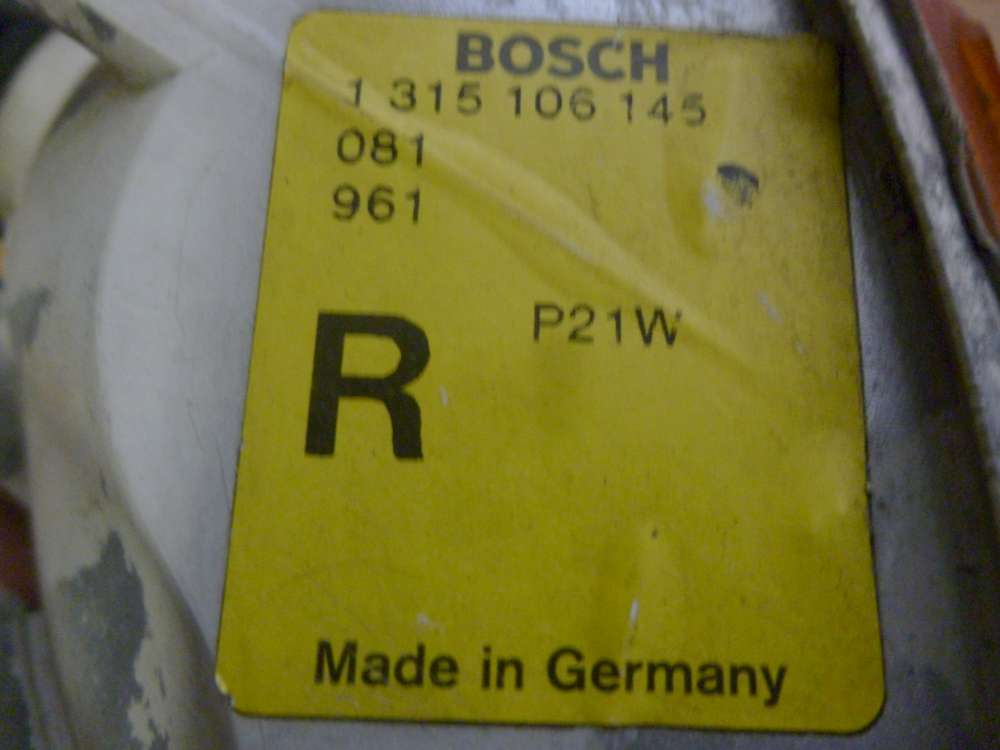 BOSCH
1 315 106 145
081
961
R P21W
Made in Germany